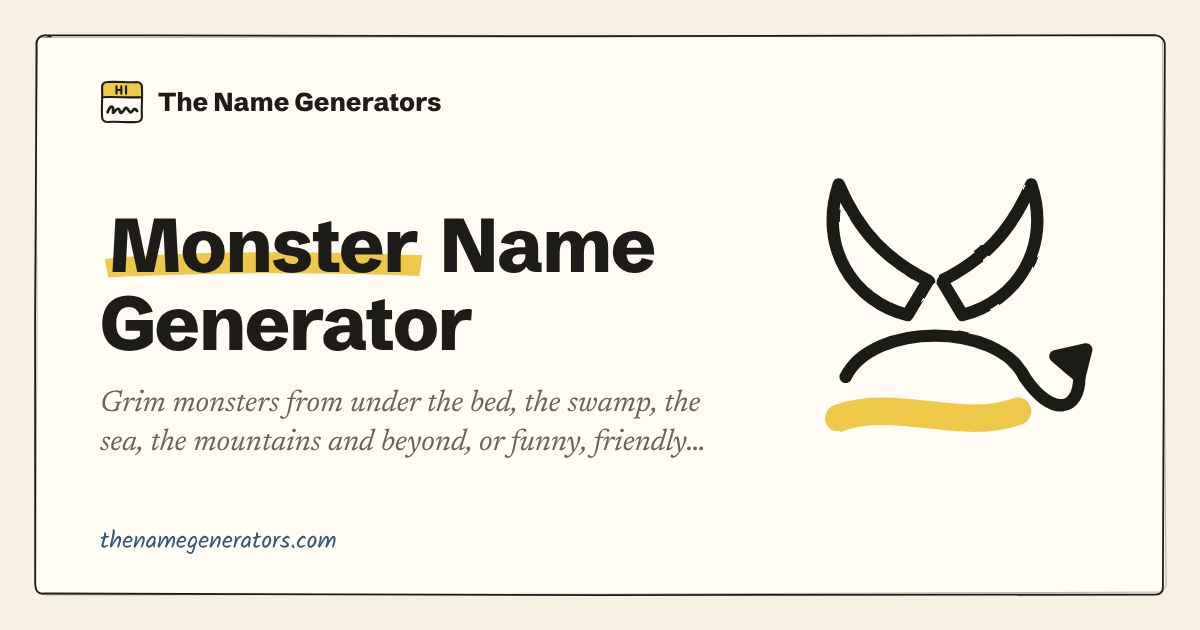 HI
The Name Generators
Monster Name
Generator
Grim monsters from under the bed, the swamp, the
sea, the mountains and beyond, or funny, friendly...
thenamegenerators.com